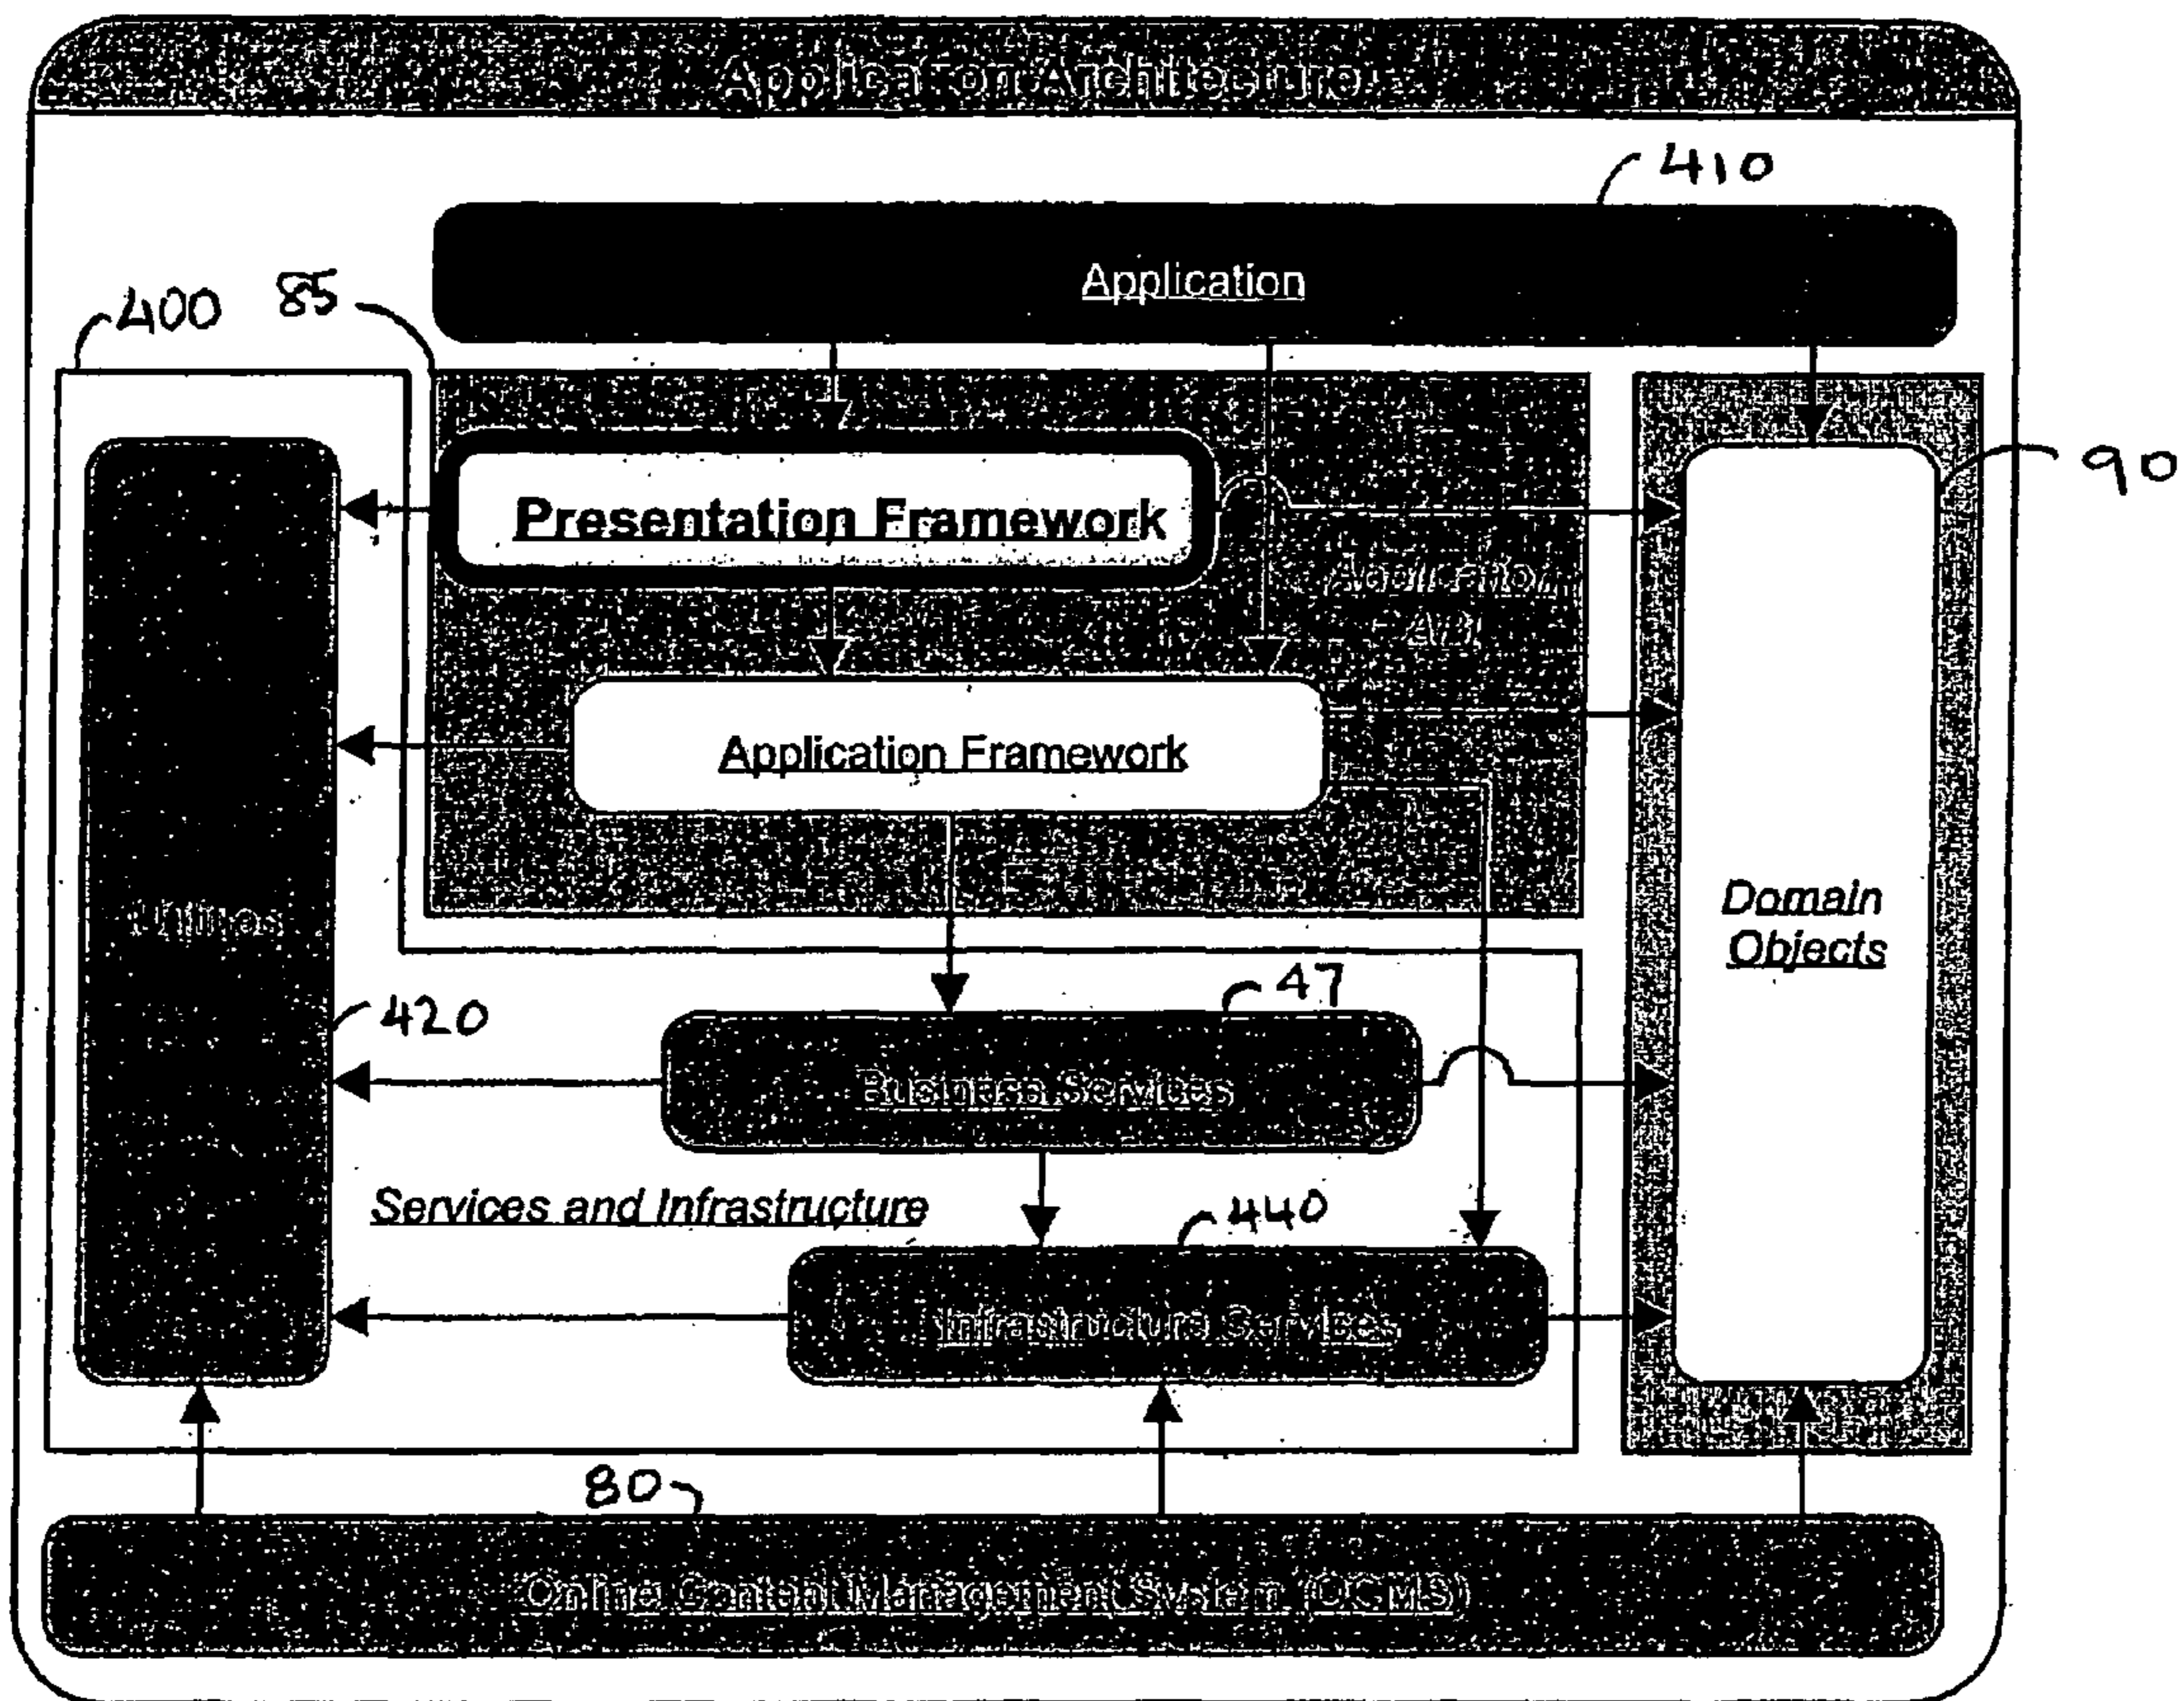 Application Architecture
410
Application
400
85
90
Presentation Framework
Application
API
Application Framework
Utilities
Domain
Objects
47
420
Business Services
Services and Infrastructure
440
Infrastructure Services
80
Online Content Management System (OCMS)